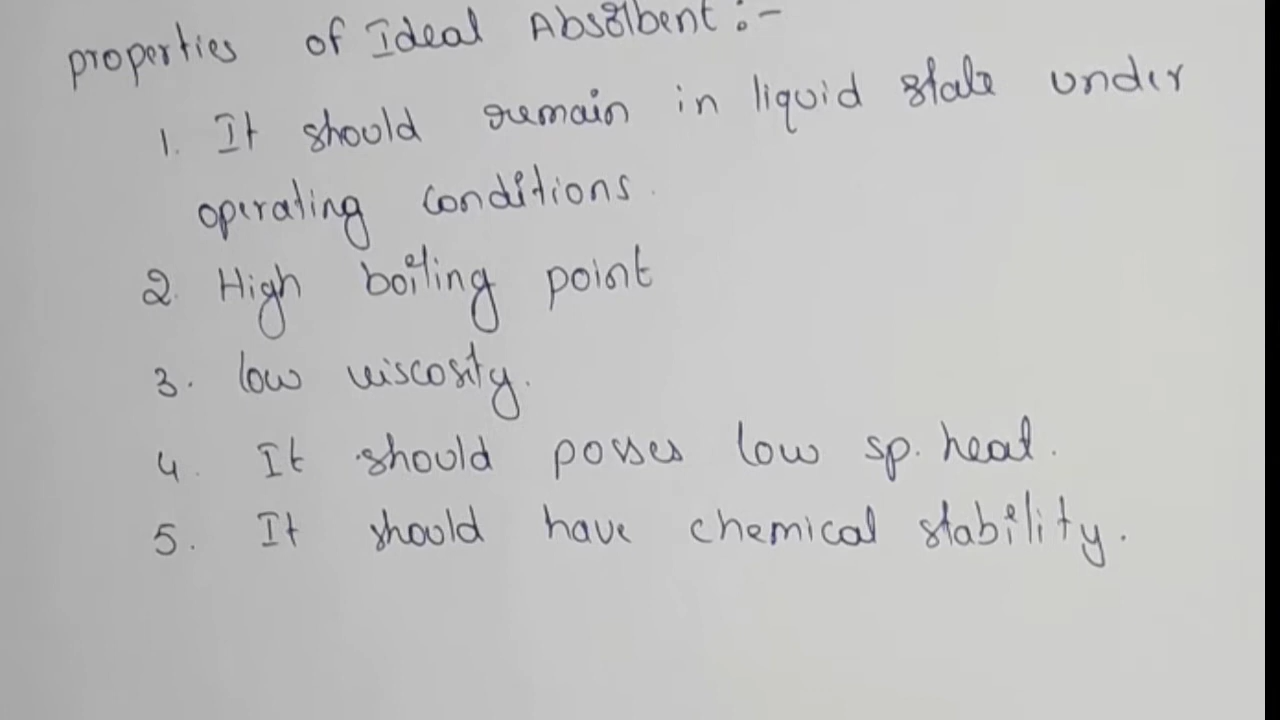 properties of Ideal Absorbent :-
1. It should remain in liquid state under
operating conditions.
2. High boiling point
3. low viscosity.
4. It should posses low sp. heat.
5. It should have chemical stability.